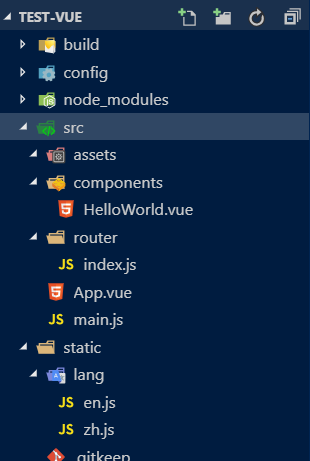 TEST-VUE
build
config
node_modules
src
assets
components
HelloWorld.vue
router
JS index.js
App.vue
JS main.js
static
lang
JS en.js
JS zh.js
.gitkeep